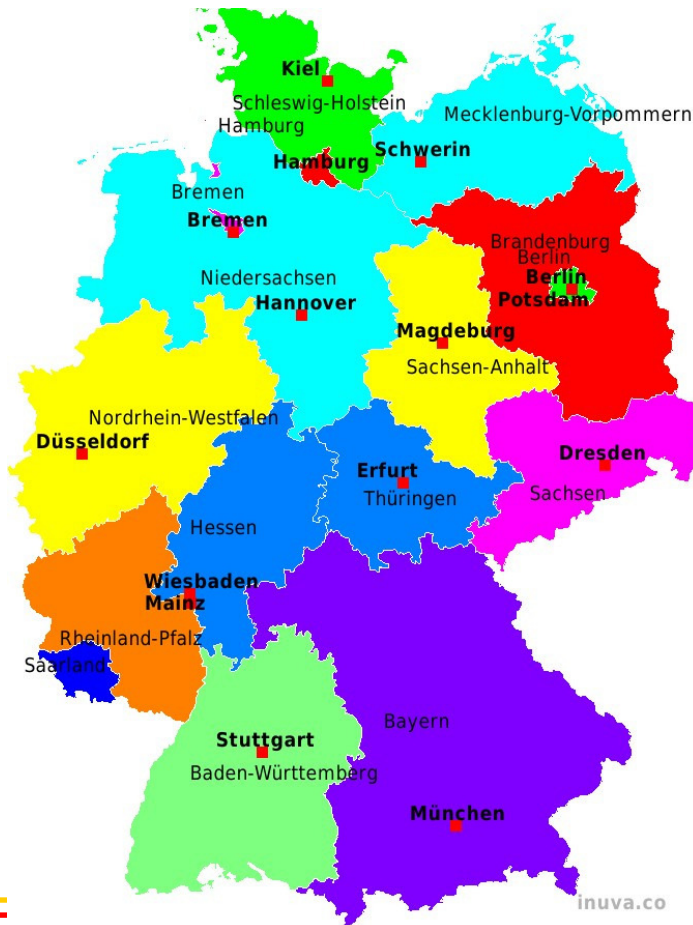 Kiel
Schleswig-Holstein
Mecklenburg-Vorpommern
Hamburg
Schwerin
Hamburg
Bremen
Bremen
Brandenburg
Berlin
Berlin
Niedersachsen
Potsdam
Hannover
Magdeburg
Sachsen-Anhalt
Nordrhein-Westfalen
Düsseldorf
Dresden
Erfurt
Thüringen
Sachsen
Hessen
Wiesbaden
Mainz
Rheinland-Pfalz
Saarland
Bayern
Stuttgart
Baden-Württemberg
München
inuva.co